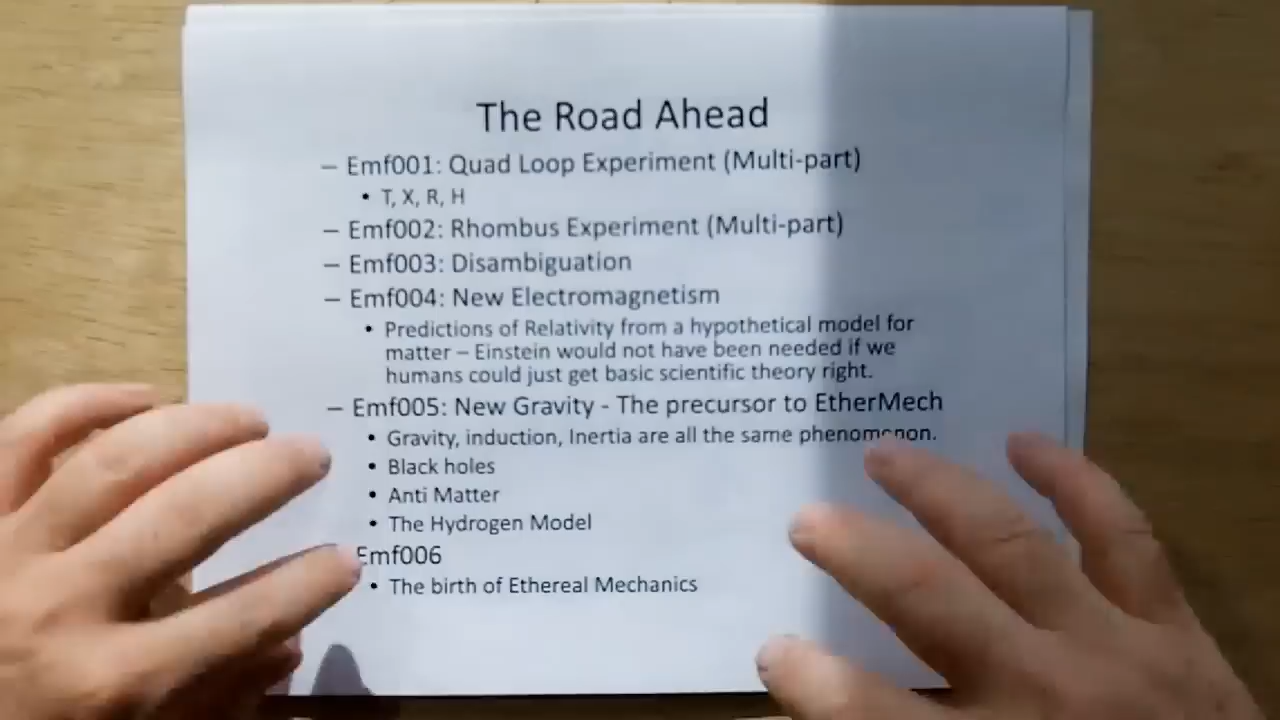 The Road Ahead
– Emf001: Quad Loop Experiment (Multi-part)
• T, X, R, H
– Emf002: Rhombus Experiment (Multi-part)
– Emf003: Disambiguation
– Emf004: New Electromagnetism
• Predictions of Relativity from a hypothetical model for
matter – Einstein would not have been needed if we
humans could just get basic scientific theory right.
– Emf005: New Gravity - The precursor to EtherMech
• Gravity, induction, Inertia are all the same phenomenon.
• Black holes
• Anti Matter
• The Hydrogen Model
Emf006
• The birth of Ethereal Mechanics